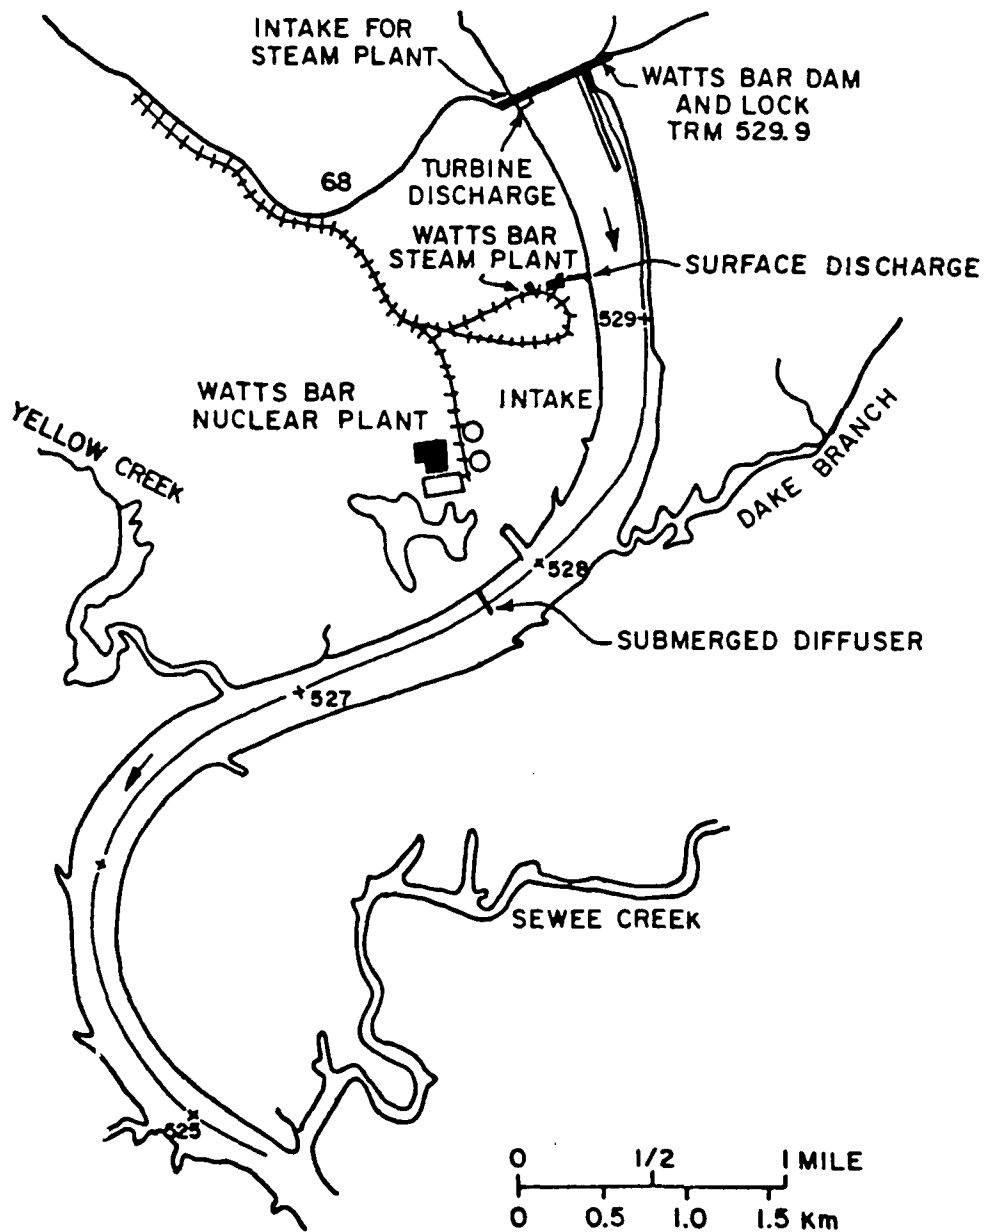 INTAKE FOR
STEAM PLANT
WATTS BAR DAM
AND LOCK
TRM 529.9
68
TURBINE
DISCHARGE
WATTS BAR
STEAM PLANT
SURFACE DISCHARGE
529
WATTS BAR
NUCLEAR PLANT
INTAKE
YELLOW CREEK
DAKE BRANCH
528
SUBMERGED DIFFUSER
527
SEWEE CREEK
525
0 1/2 1 MILE
0 0.5 1.0 1.5 Km